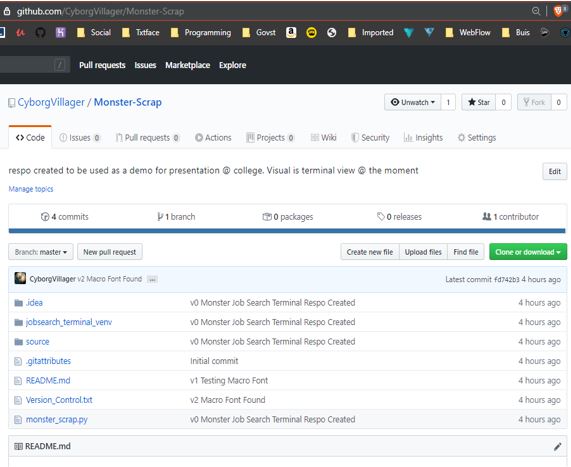 github.com/CyborgVillager/Monster-Scrap
Social Txtface Programming Govst Imported WebFlow Buis
/ Pull requests Issues Marketplace Explore
CyborgVillager / Monster-Scrap Unwatch 1 Star 0 Fork 0
Code Issues 0 Pull requests 0 Actions Projects 0 Wiki Security Insights Settings
respo created to be used as a demo for presentation @ college. Visual is terminal view @ the moment Edit
Manage topics
4 commits 1 branch 0 packages 0 releases 1 contributor
Branch: master New pull request Create new file Upload files Find file Clone or download
CyborgVillager v2 Macro Font Found ... Latest commit fd742b3 4 hours ago
.idea v0 Monster Job Search Terminal Respo Created 4 hours ago
jobsearch_terminal_venv v0 Monster Job Search Terminal Respo Created 4 hours ago
source v0 Monster Job Search Terminal Respo Created 4 hours ago
.gitattributes Initial commit 4 hours ago
README.md v1 Testing Macro Font 4 hours ago
Version_Control.txt v2 Macro Font Found 4 hours ago
monster_scrap.py v0 Monster Job Search Terminal Respo Created 4 hours ago
README.md